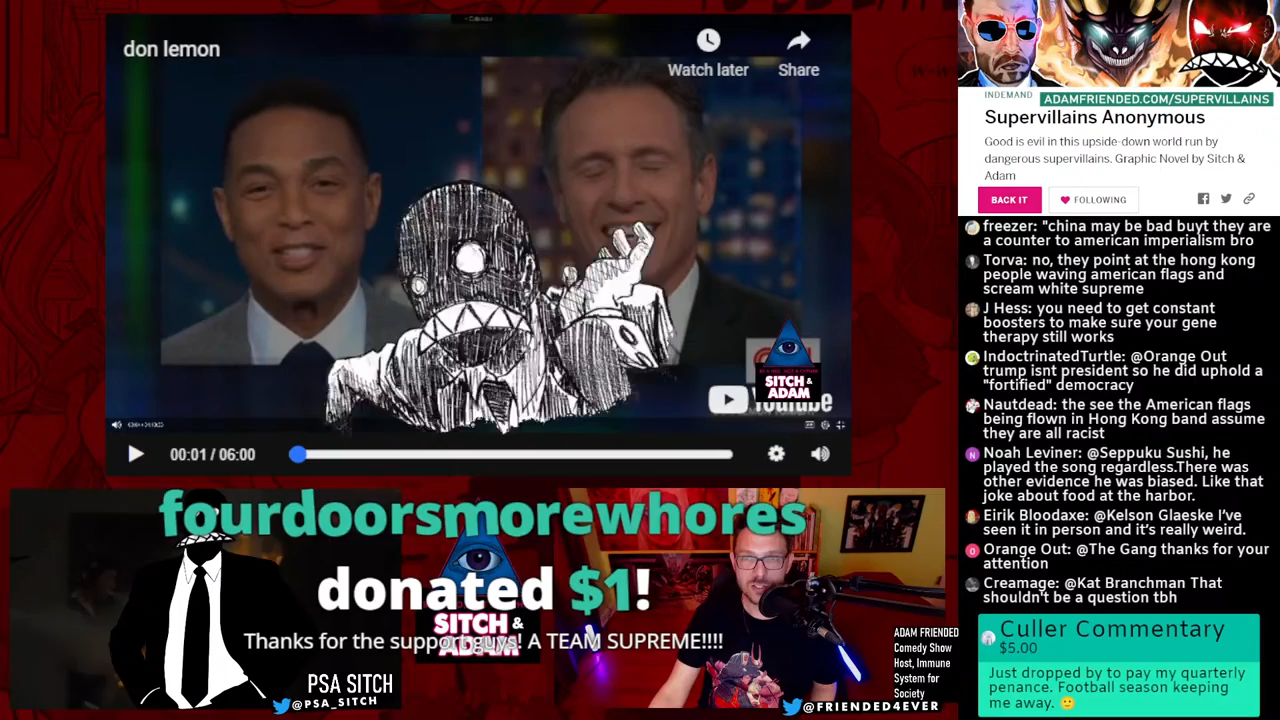 don lemon
Watch later
Share
SITCH &
ADAM
YouTube
00:01 / 06:00
fourdoorsmorewhores
donated $1!
Thanks for the support guys! A TEAM SUPREME!!!!
SITCH &
ADAM
PSA SITCH
@PSA_SITCH
ADAM FRIENDED
Comedy Show
Host, Immune
System for
Society
@FRIENDED4EVER
INDEMAND
ADAMFRIENDED.COM/SUPERVILLAINS
Supervillains Anonymous
Good is evil in this upside-down world run by
dangerous supervillains. Graphic Novel by Sitch &
Adam
BACK IT
FOLLOWING
freezer: "china may be bad buyt they are
a counter to american imperialism bro
Torva: no, they point at the hong kong
people waving american flags and
scream white supreme
J Hess: you need to get constant
boosters to make sure your gene
therapy still works
IndoctrinatedTurtle: @Orange Out
trump isnt president so he did uphold a
"fortified" democracy
Nautdead: the see the American flags
being flown in Hong Kong band assume
they are all racist
Noah Leviner: @Seppuku Sushi, he
played the song regardless.There was
other evidence he was biased. Like that
joke about food at the harbor.
Eirik Bloodaxe: @Kelson Glaeske I've
seen it in person and it's really weird.
Orange Out: @The Gang thanks for your
attention
Creamage: @Kat Branchman That
shouldn't be a question tbh
Culler Commentary
$5.00
Just dropped by to pay my quarterly
penance. Football season keeping
me away. 🙂